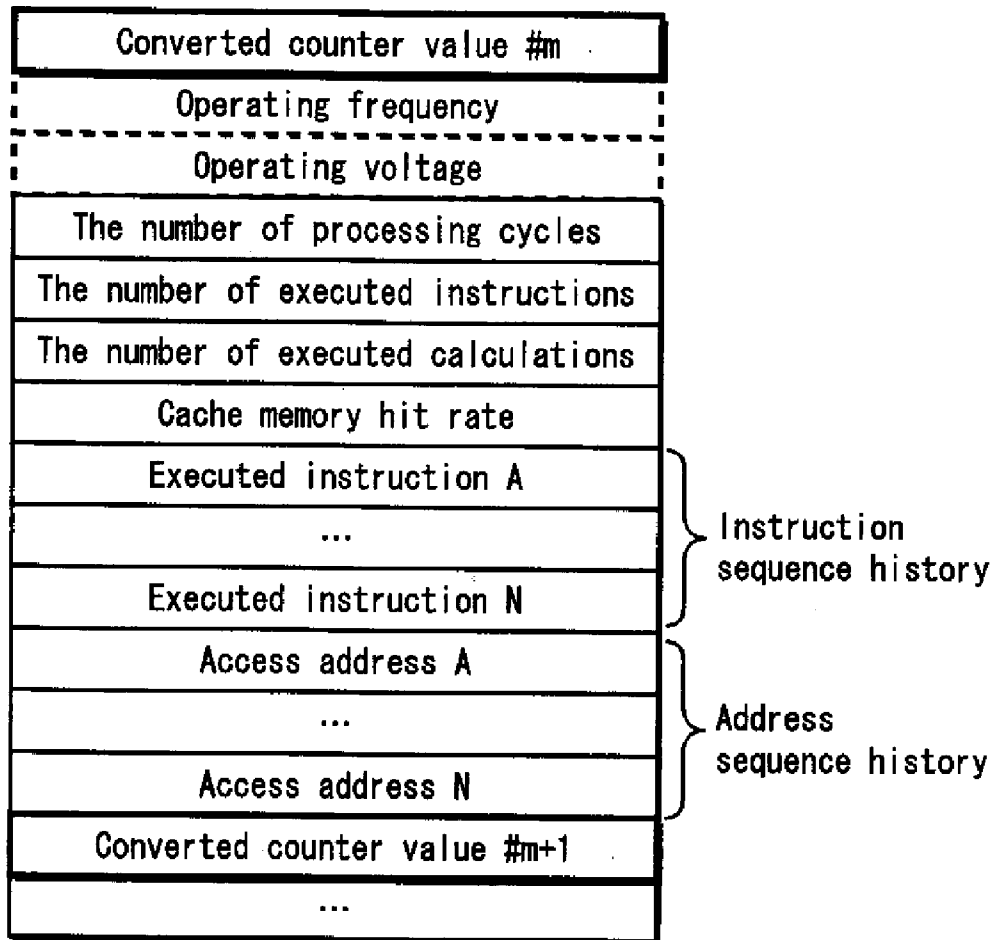 Converted counter value #m
Operating frequency
Operating voltage
The number of processing cycles
The number of executed instructions
The number of executed calculations
Cache memory hit rate
Executed instruction A
...
Executed instruction N
Instruction
sequence history
Access address A
...
Access address N
Address
sequence history
Converted counter value #m+1
...